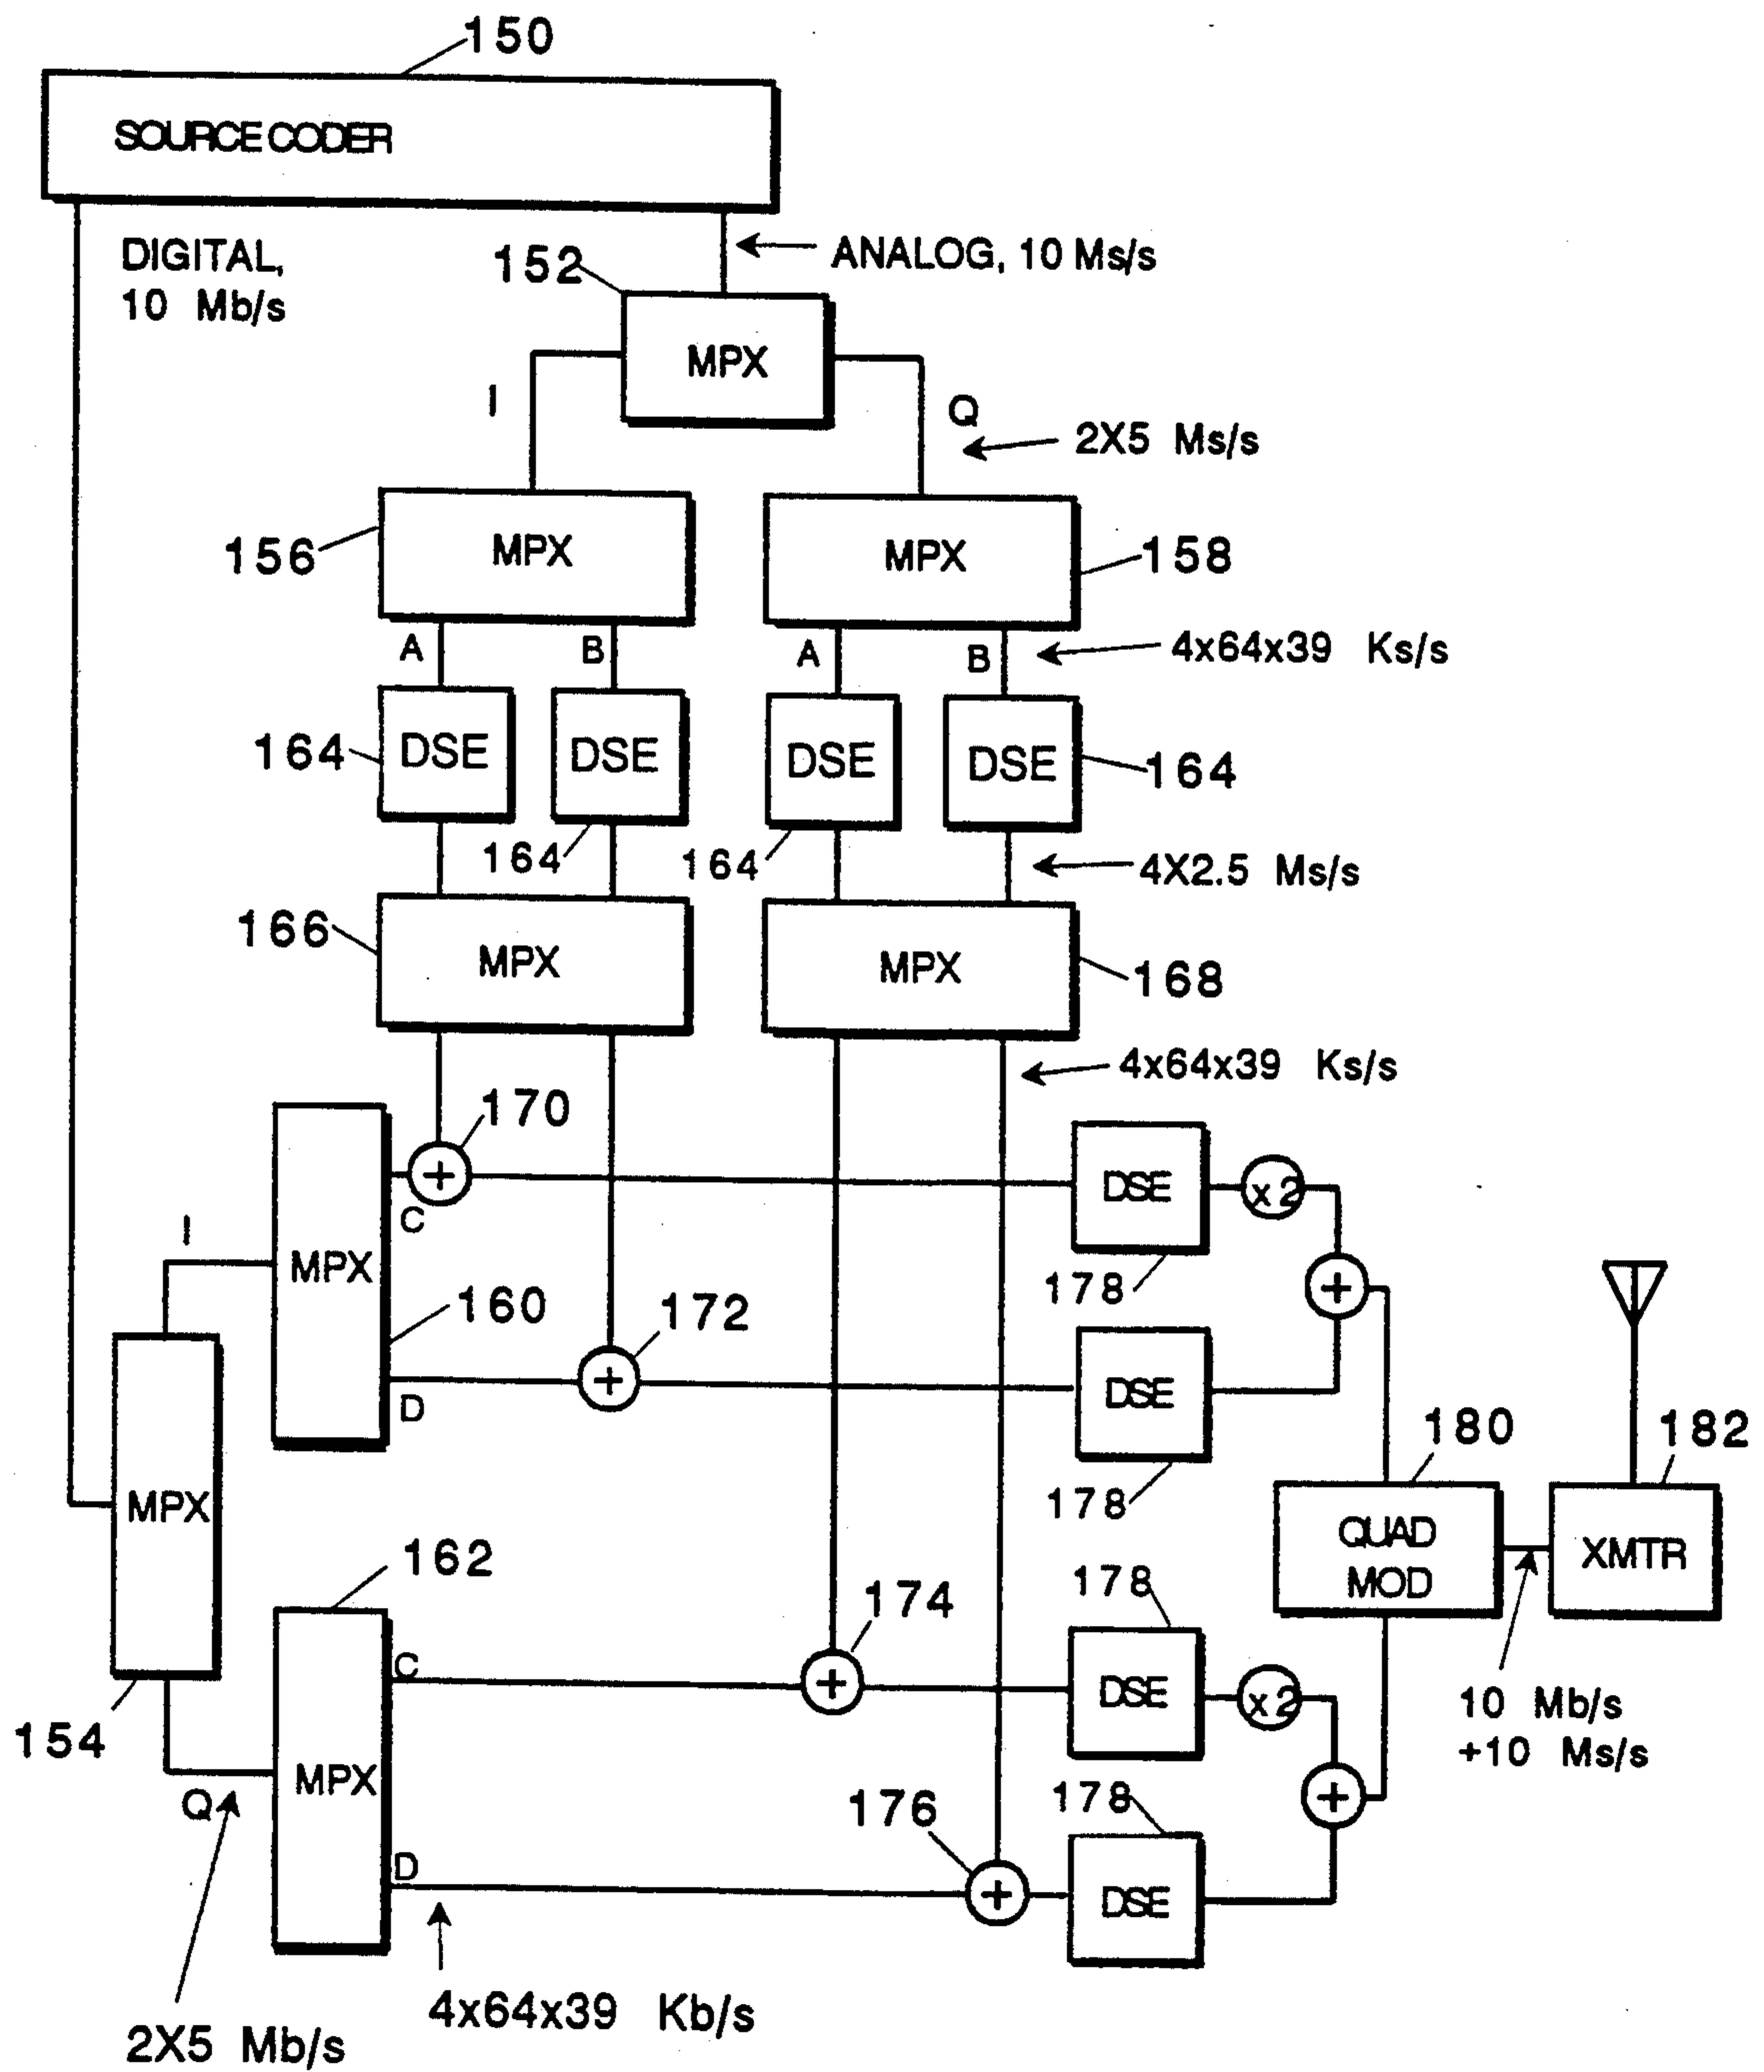 150
SOURCE CODER
DIGITAL,
10 Mb/s
ANALOG, 10 Ms/s
152
MPX
I
Q
2X5 Ms/s
156
MPX
MPX
158
A
B
A
B
4x64x39 Ks/s
164
DSE
DSE
DSE
DSE
164
164
164
4X2.5 Ms/s
166
MPX
MPX
168
4x64x39 Ks/s
170
+
C
DSE
x2
178
I
MPX
160
172
+
D
+
DSE
178
180
182
MPX
QUAD
MOD
XMTR
162
174
178
C
+
DSE
x2
10 Mb/s
+10 Ms/s
154
MPX
Q
176
178
+
D
+
DSE
4x64x39 Kb/s
2X5 Mb/s